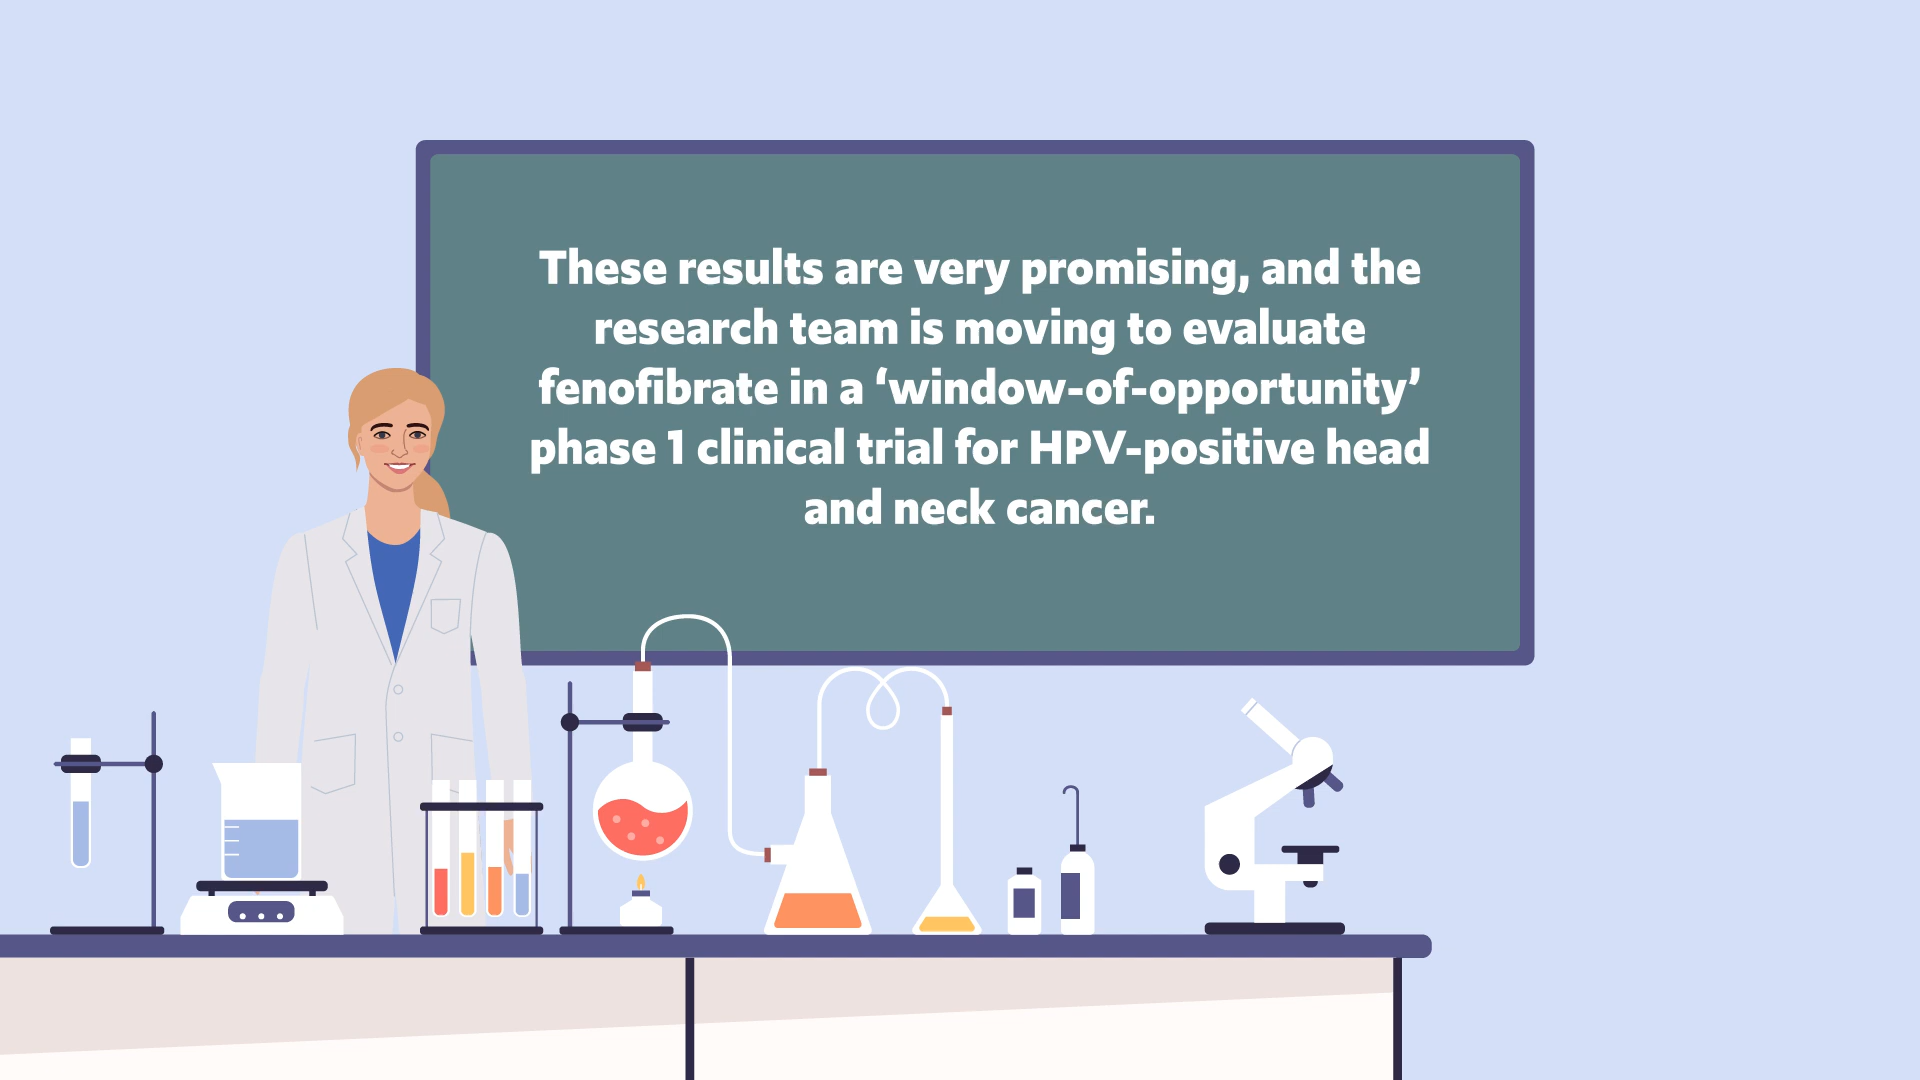 These results are very promising, and the
research team is moving to evaluate
fenofibrate in a ‘window-of-opportunity’
phase 1 clinical trial for HPV-positive head
and neck cancer.